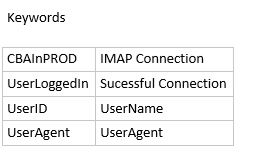 Keywords
CBAInPROD IMAP Connection
UserLoggedIn Sucessful Connection
UserID UserName
UserAgent UserAgent